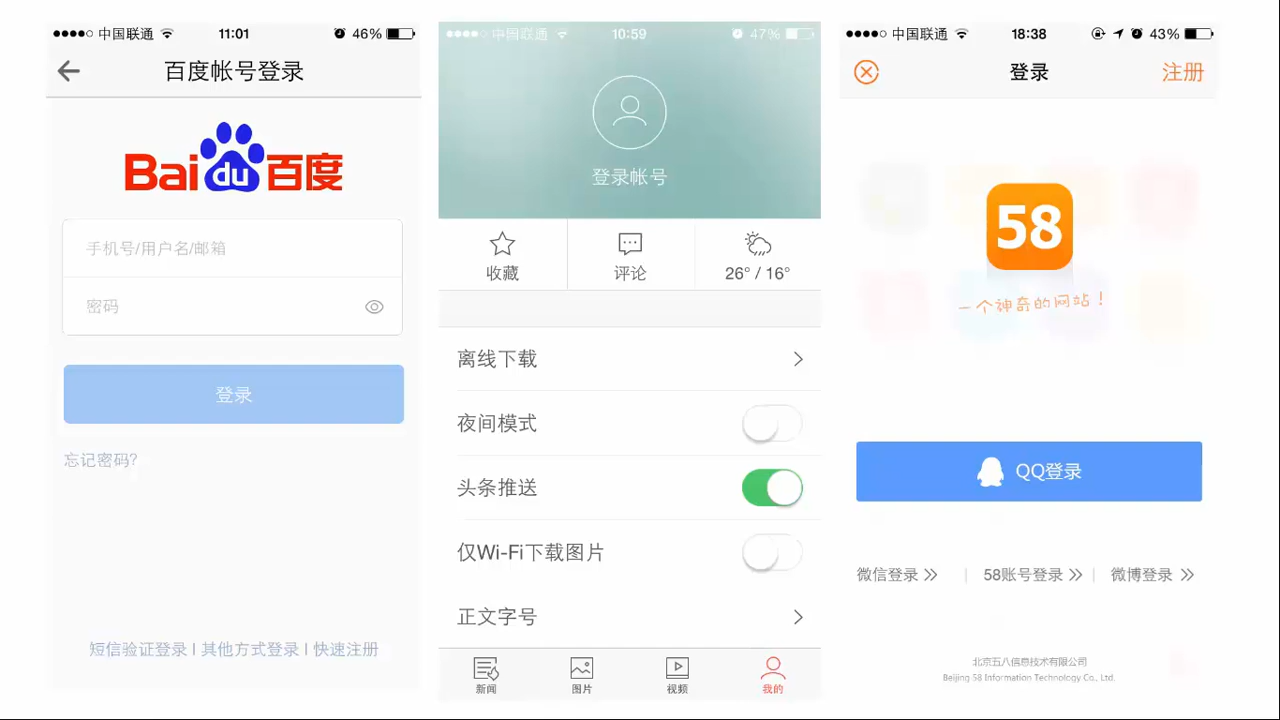 中国联通 11:01 46%
百度帐号登录
Baidu百度
手机号/用户名/邮箱
密码
登录
忘记密码?
短信验证登录 | 其他方式登录 | 快速注册
中国联通 10:59 47%
登录帐号
收藏 评论 26° / 16°
离线下载
夜间模式
头条推送
仅Wi-Fi下载图片
正文字号
新闻 图片 视频 我的
中国联通 18:38 43%
登录 注册
58
一个神奇的网站！
QQ登录
微信登录 | 58账号登录 | 微博登录
北京五八信息技术有限公司
Beijing 58 Information Technology Co., Ltd.